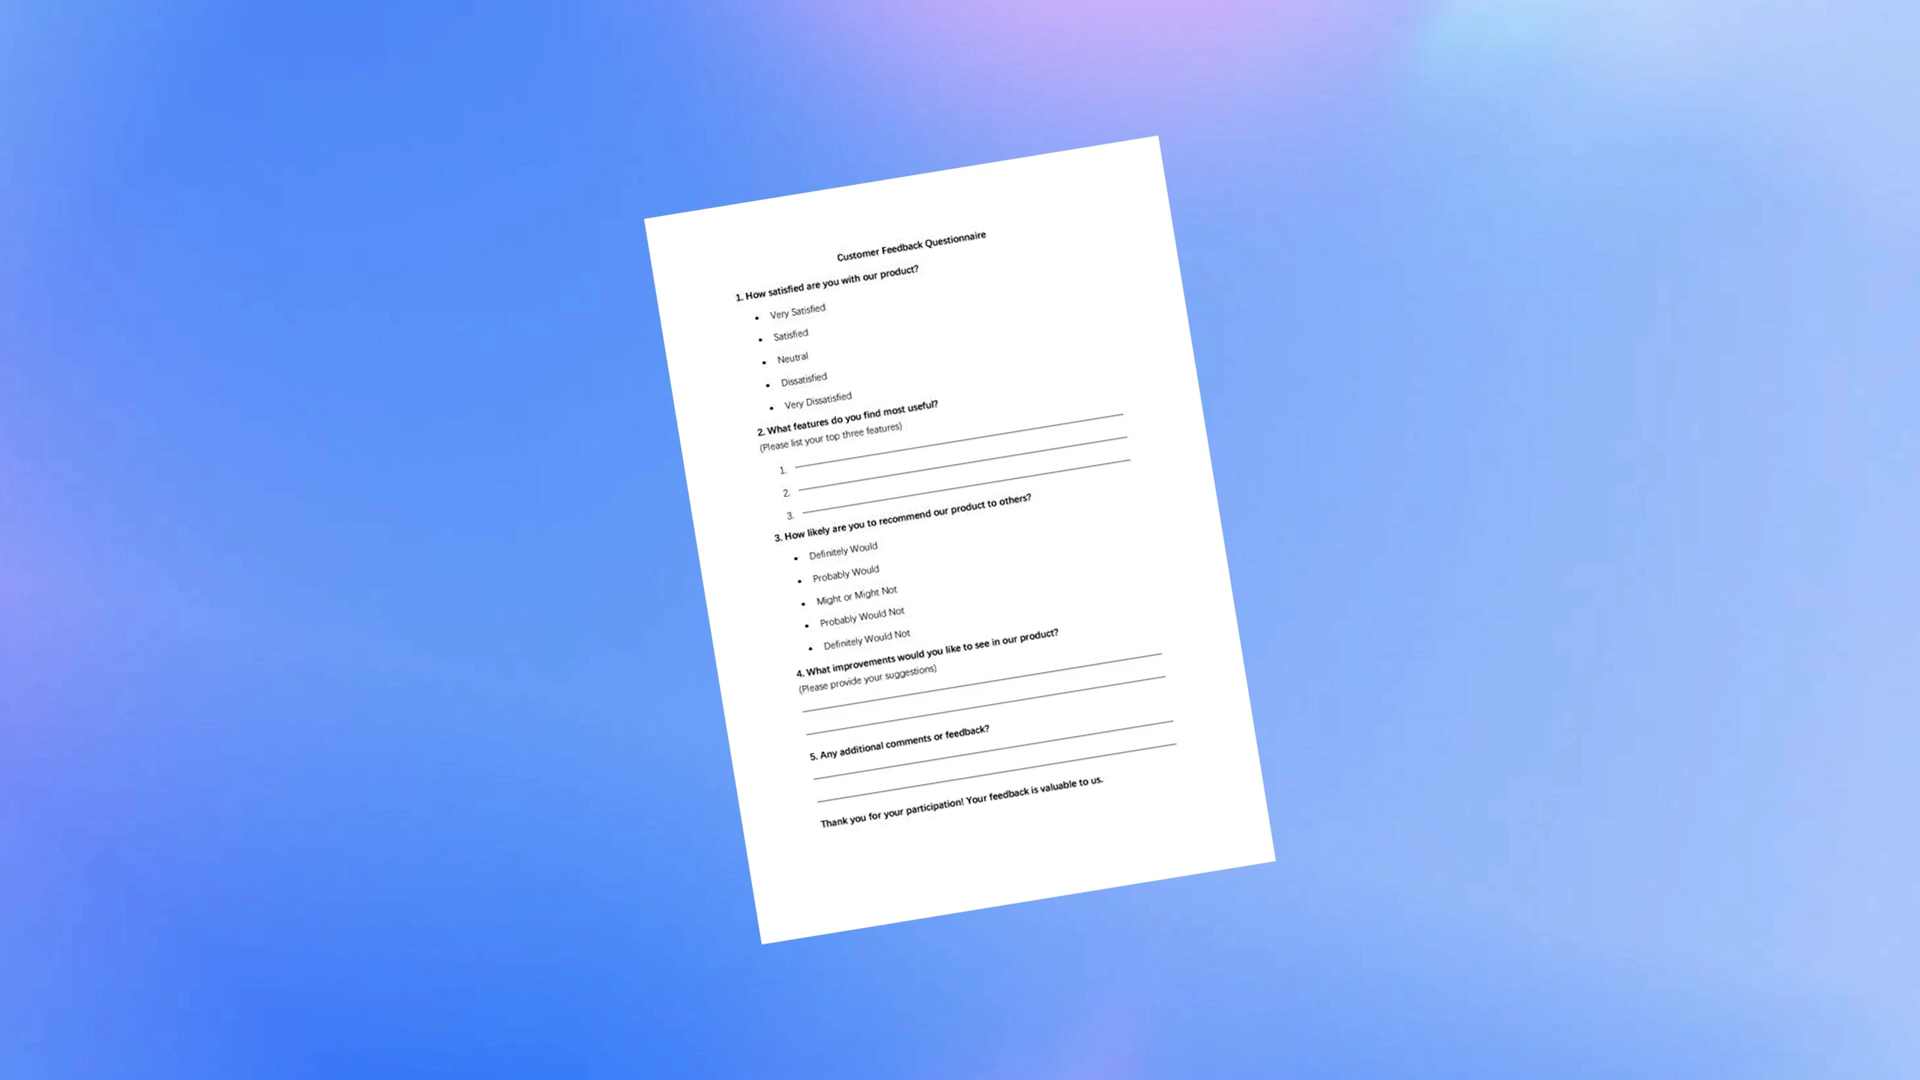 Customer Feedback Questionnaire
1. How satisfied are you with our product?
• Very Satisfied
• Satisfied
• Neutral
• Dissatisfied
• Very Dissatisfied
2. What features do you find most useful?
(Please list your top three features)
1.
2.
3.
3. How likely are you to recommend our product to others?
• Definitely Would
• Probably Would
• Might or Might Not
• Probably Would Not
• Definitely Would Not
4. What improvements would you like to see in our product?
(Please provide your suggestions)
5. Any additional comments or feedback?
Thank you for your participation! Your feedback is valuable to us.